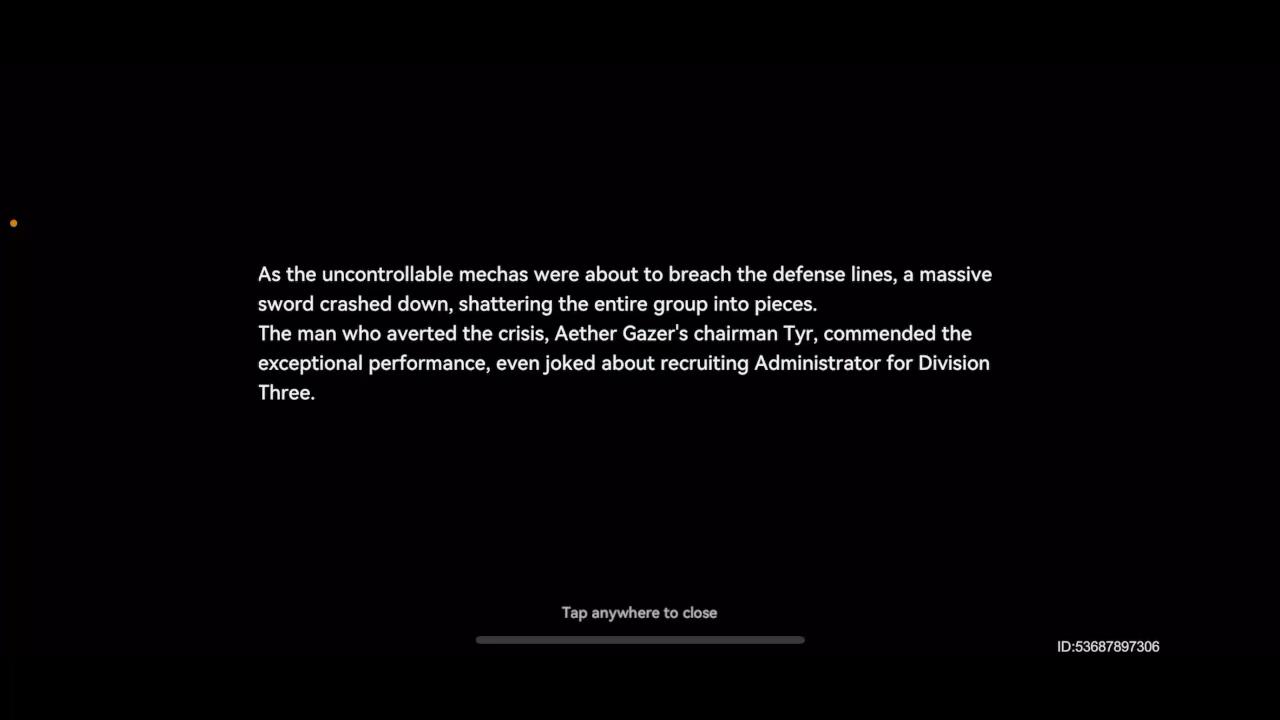 As the uncontrollable mechas were about to breach the defense lines, a massive
sword crashed down, shattering the entire group into pieces.
The man who averted the crisis, Aether Gazer's chairman Tyr, commended the
exceptional performance, even joked about recruiting Administrator for Division
Three.
Tap anywhere to close
ID:53687897306